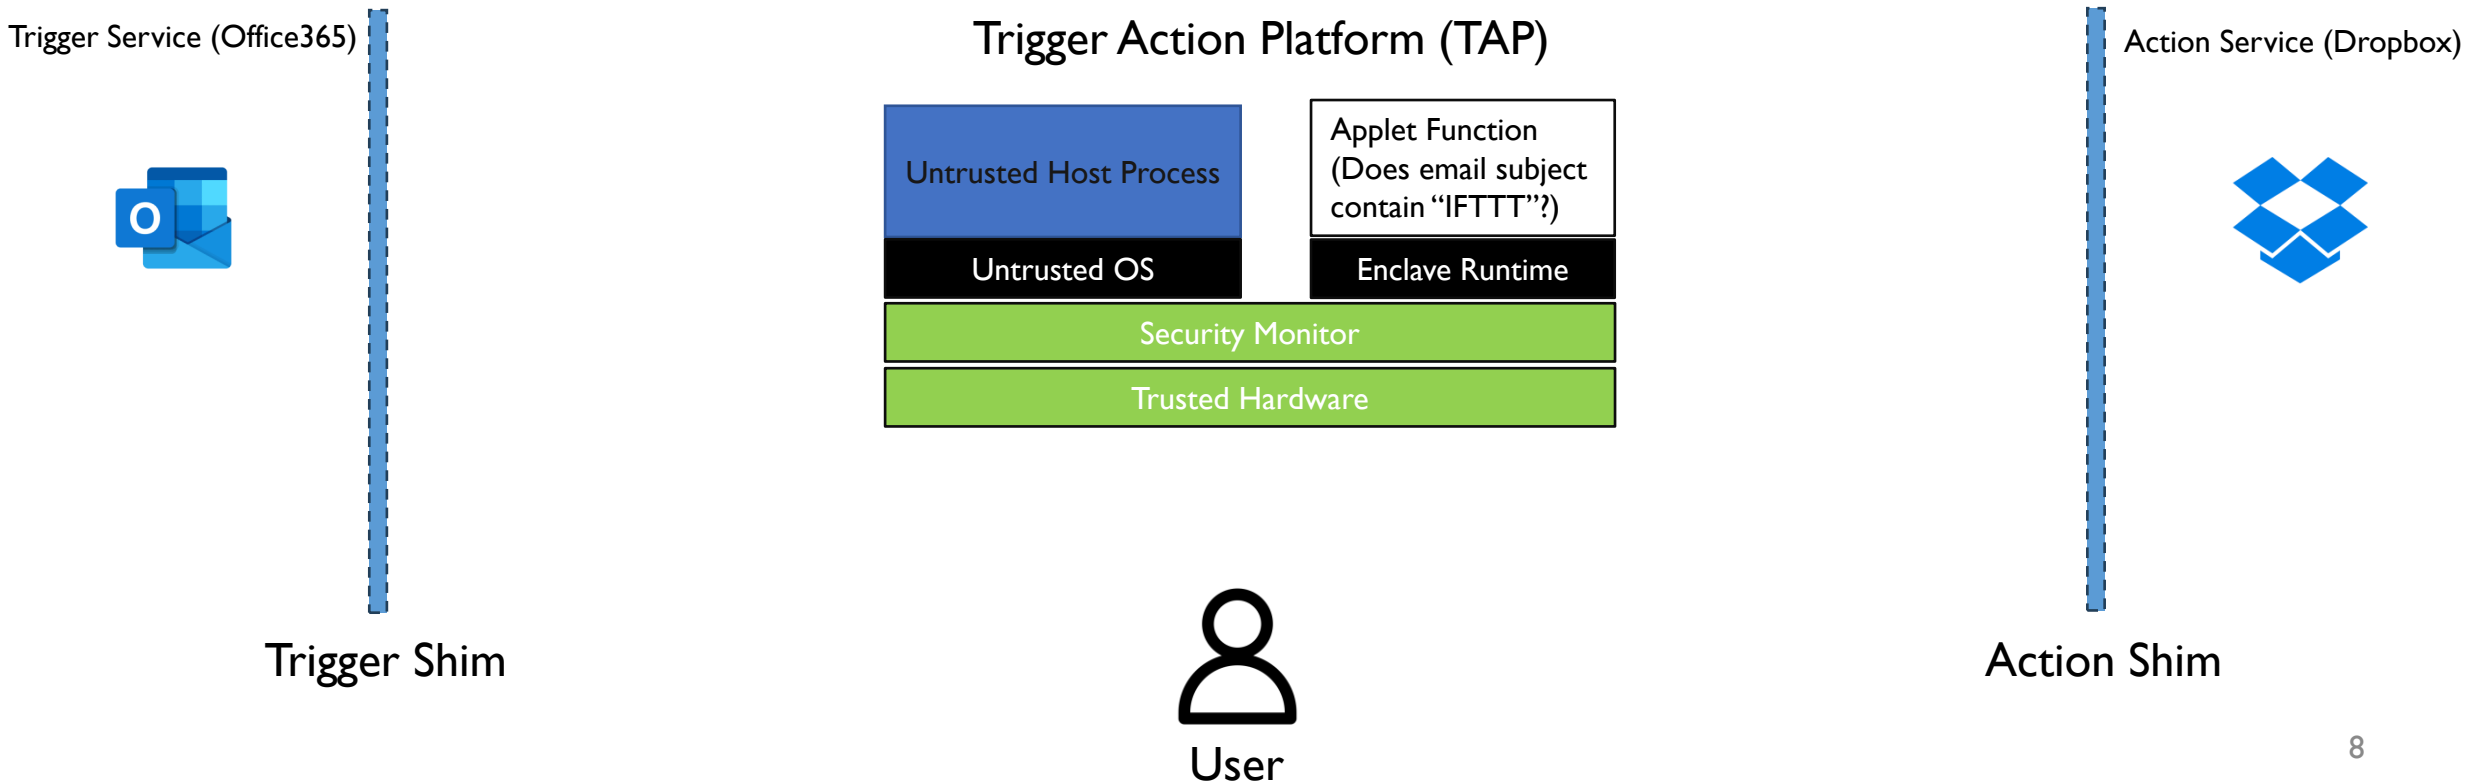 Trigger Service (Office365)
Trigger Action Platform (TAP)
Action Service (Dropbox)
Untrusted Host Process
Applet Function
(Does email subject
contain “IFTTT”?)
O
Untrusted OS
Enclave Runtime
Security Monitor
Trusted Hardware
Trigger Shim
Action Shim
User
8